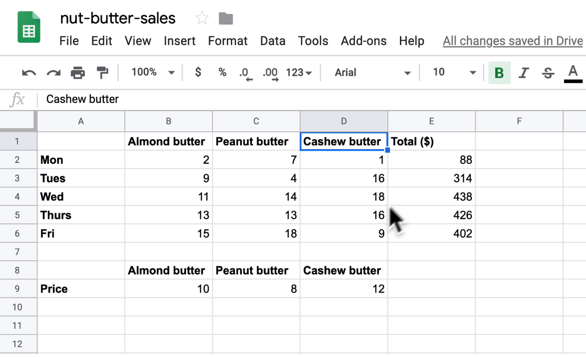 nut-butter-sales
File Edit View Insert Format Data Tools Add-ons Help All changes saved in Drive
100% $ % .0 .00 123 Arial 10 B I S A
fx Cashew butter
A B C D E F
1 Almond butter Peanut butter Cashew butter Total ($)
2 Mon 2 7 1 88
3 Tues 9 4 16 314
4 Wed 11 14 18 438
5 Thurs 13 13 16 426
6 Fri 15 18 9 402
7
8 Almond butter Peanut butter Cashew butter
9 Price 10 8 12
10
11
12